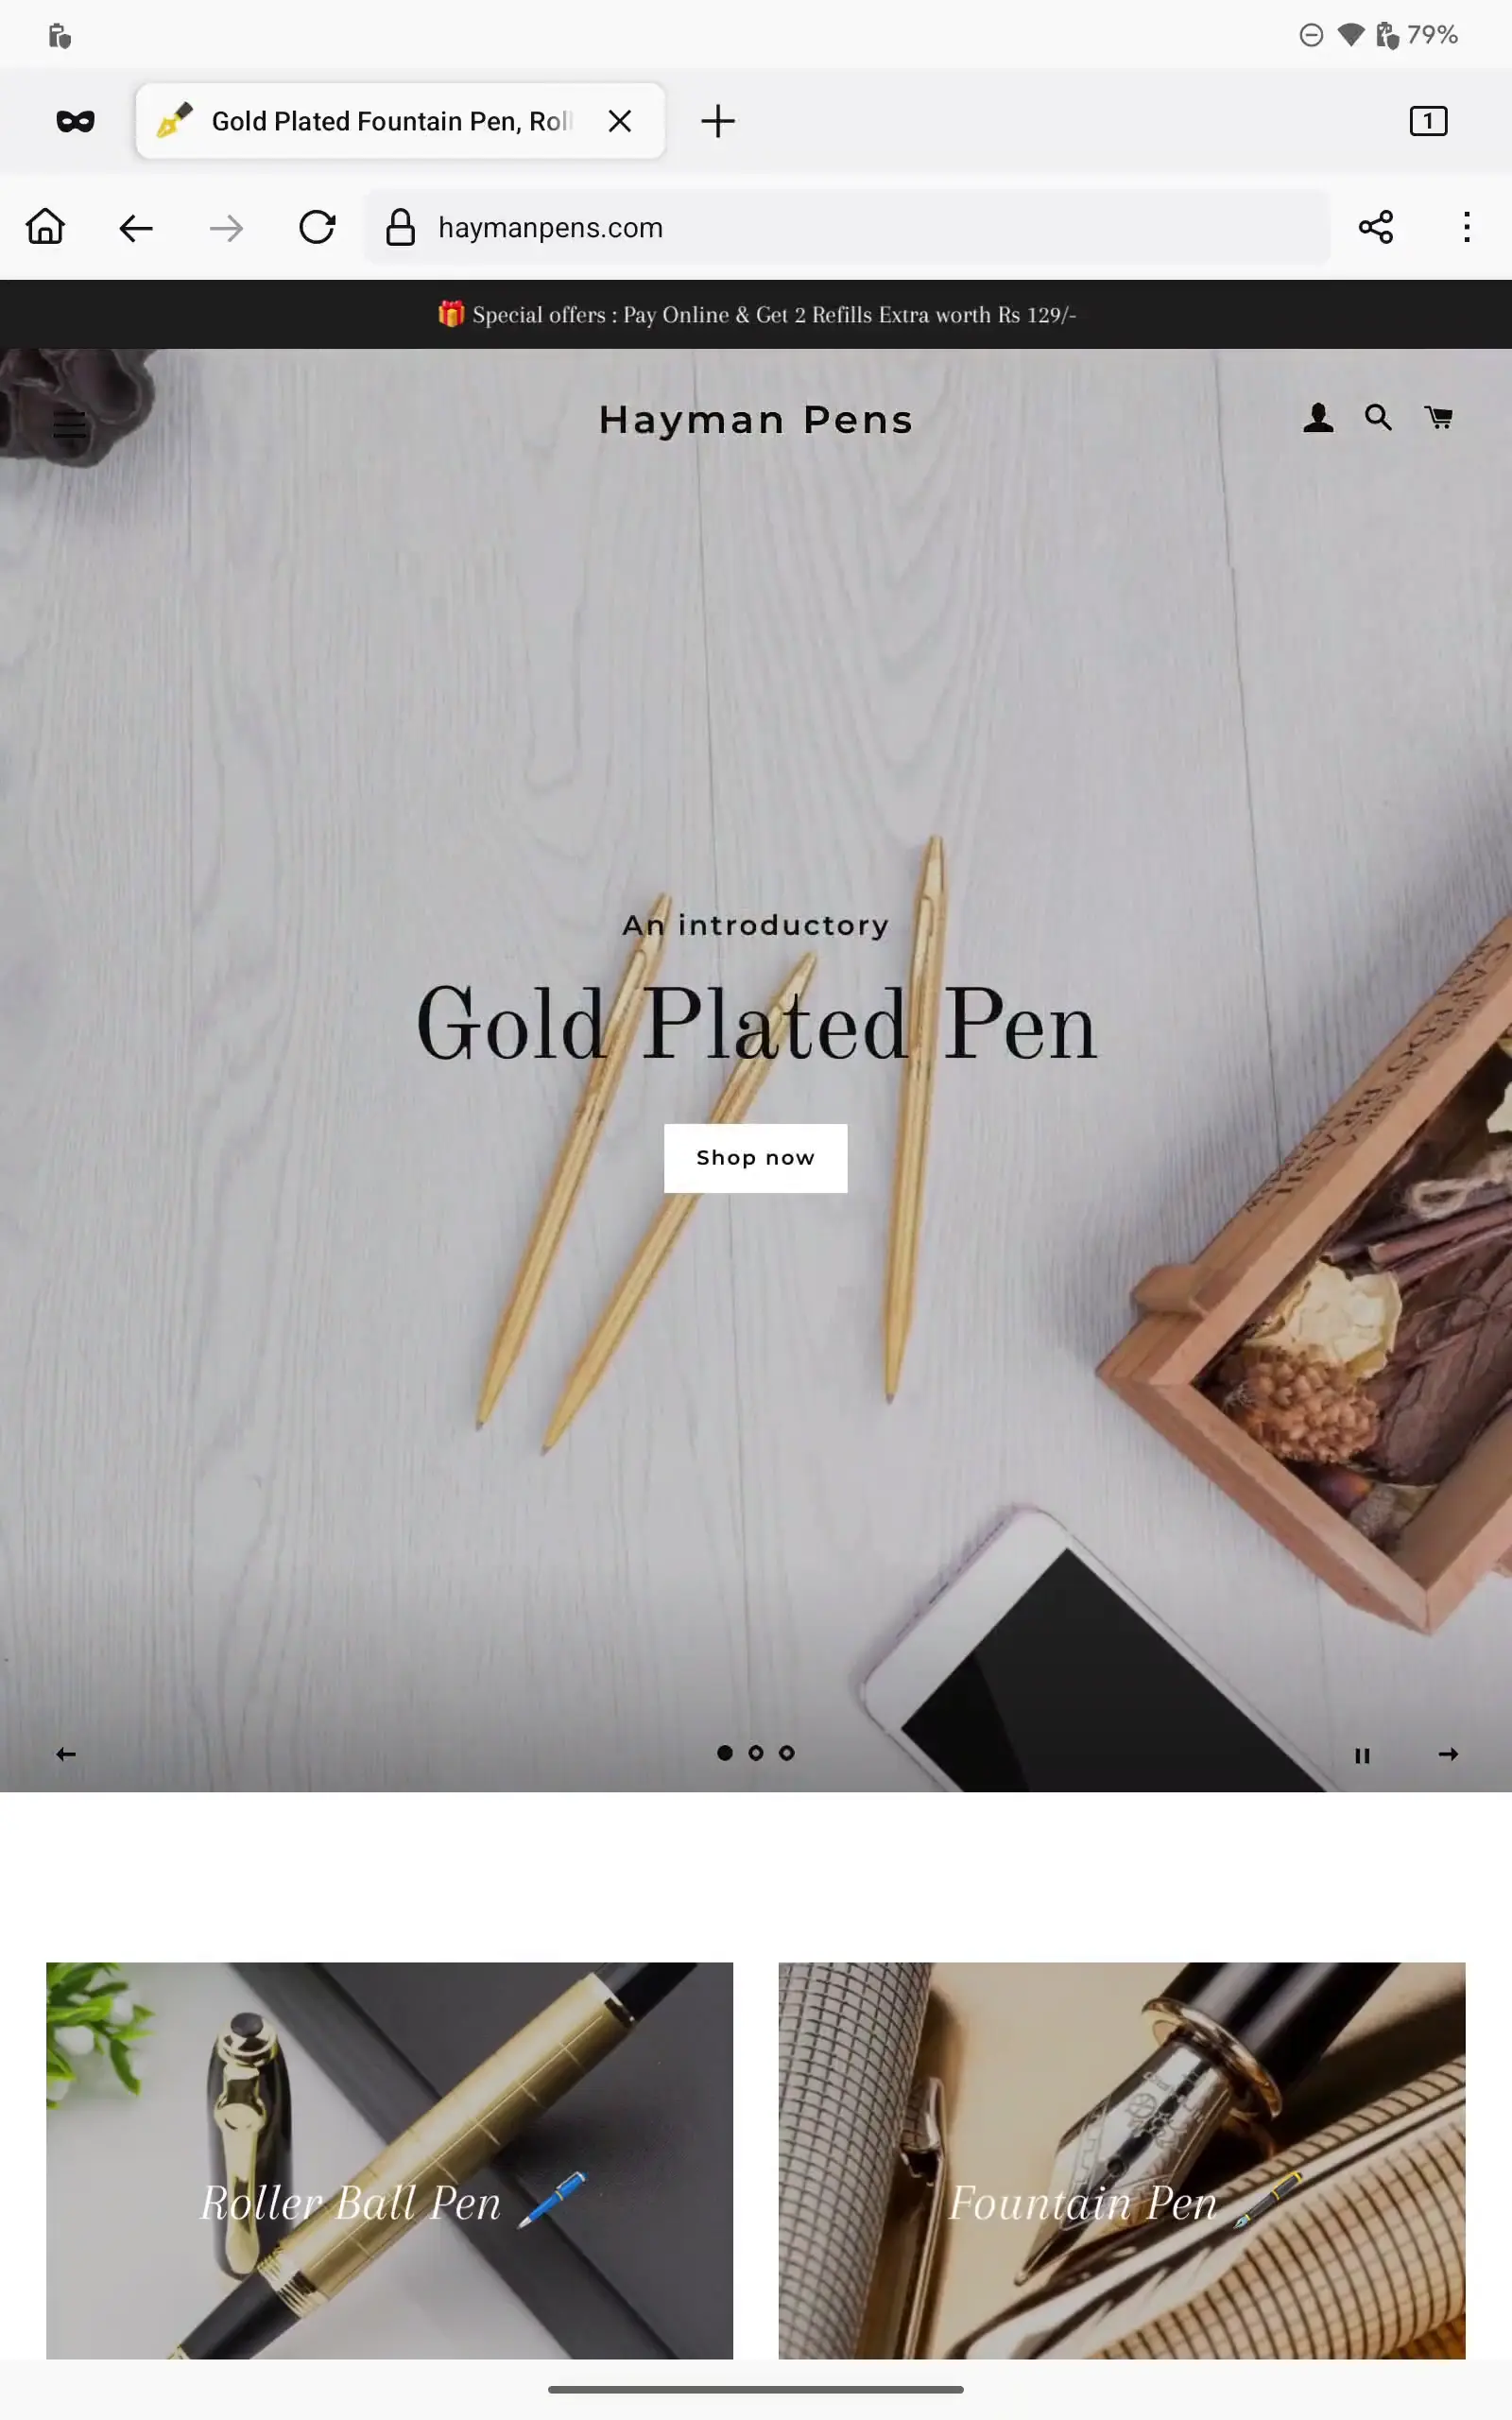 79%
Gold Plated Fountain Pen, Rol
1
haymanpens.com
🎁 Special offers : Pay Online & Get 2 Refills Extra worth Rs 129/-
Hayman Pens
An introductory
Gold Plated Pen
Shop now
Roller Ball Pen 🖊️
Fountain Pen 🖋️